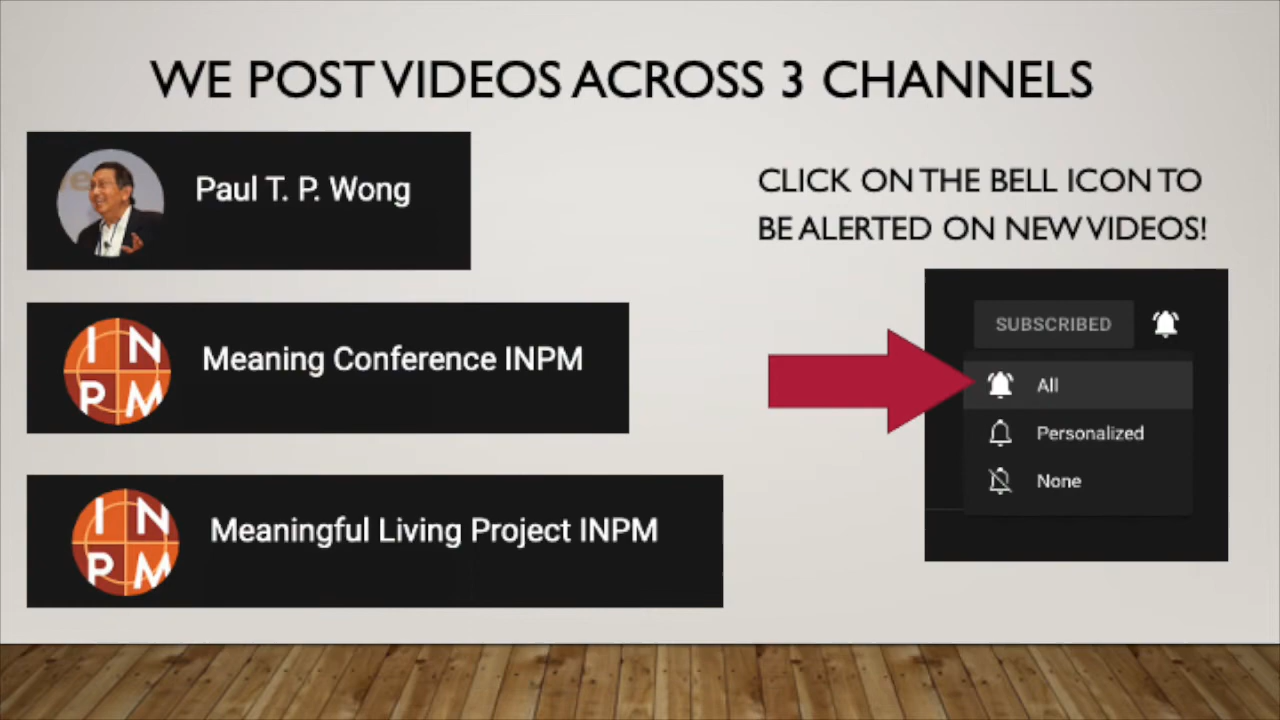 WE POST VIDEOS ACROSS 3 CHANNELS
Paul T. P. Wong
CLICK ON THE BELL ICON TO
BE ALERTED ON NEW VIDEOS!
I N
P M
Meaning Conference INPM
SUBSCRIBED
All
Personalized
None
I N
P M
Meaningful Living Project INPM